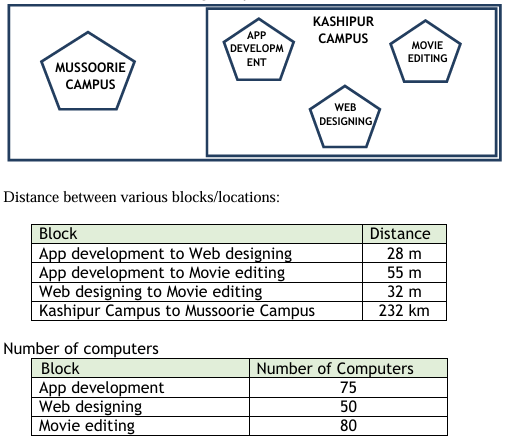 MUSSOORIE
CAMPUS
APP
DEVELOPM
ENT
KASHIPUR
CAMPUS
MOVIE
EDITING
WEB
DESIGNING
Distance between various blocks/locations:
Block Distance
App development to Web designing 28 m
App development to Movie editing 55 m
Web designing to Movie editing 32 m
Kashipur Campus to Mussoorie Campus 232 km
Number of computers
Block Number of Computers
App development 75
Web designing 50
Movie editing 80